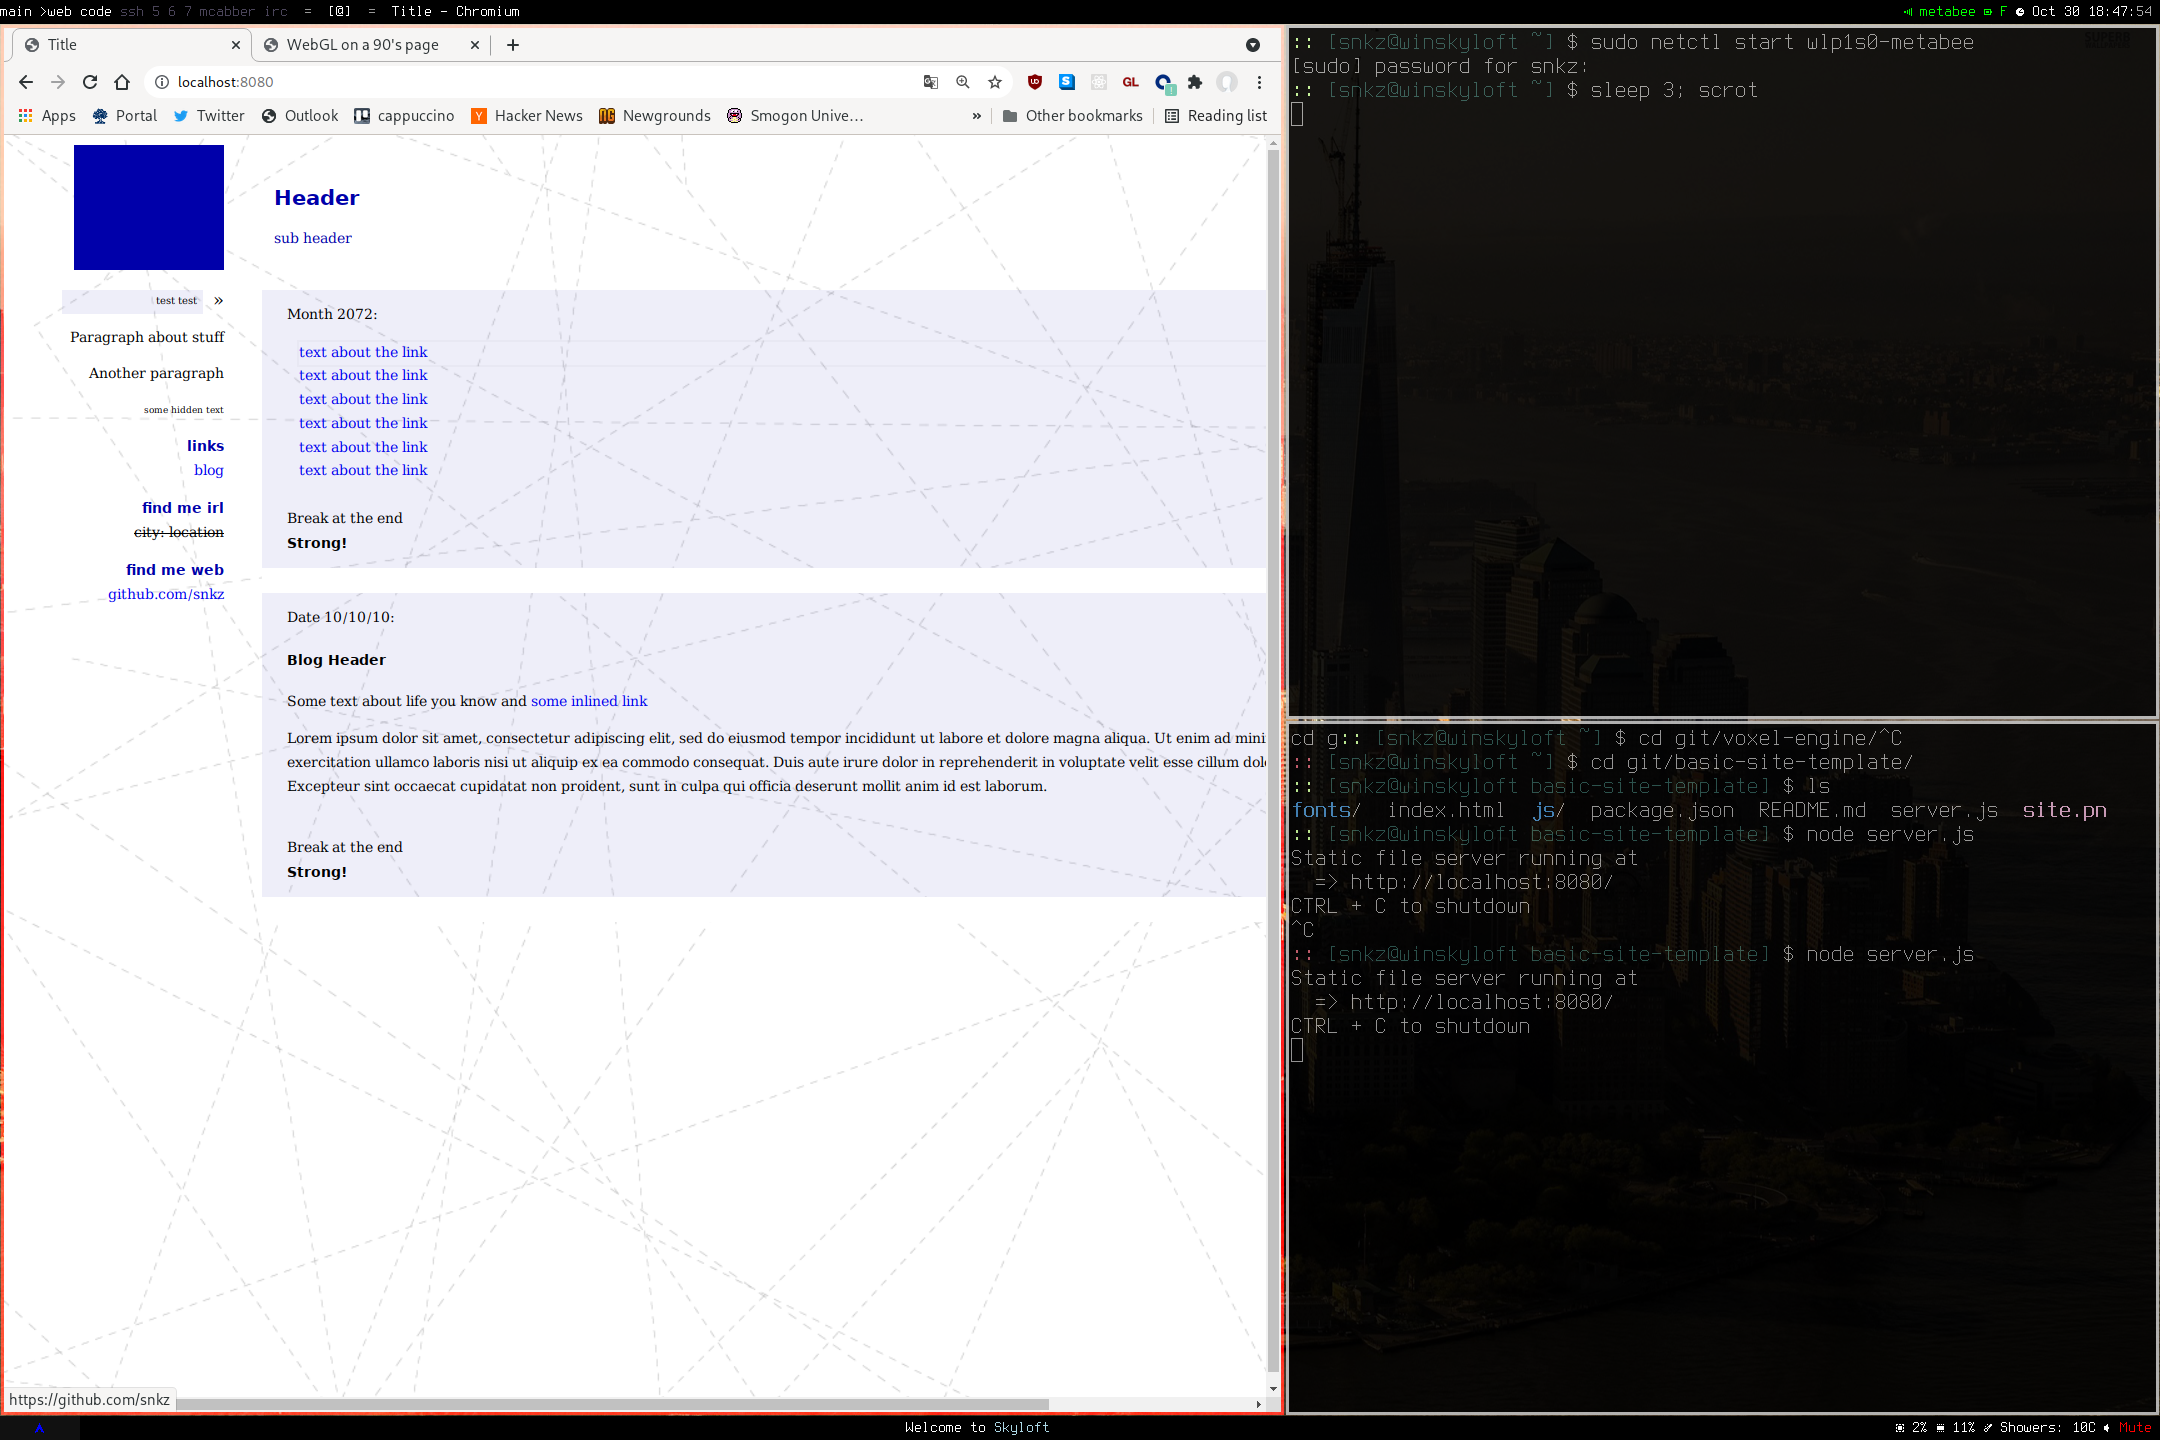 main >web code ssh 5 6 7 mcabber irc = [@] = Title - Chromium
metabee F Oct 30 18:47:54
Title
WebGL on a 90's page
localhost:8080
GL
Apps Portal Twitter Outlook cappuccino Hacker News Newgrounds Smogon Unive… » Other bookmarks Reading list
Header
sub header
test test »
Paragraph about stuff
Another paragraph
some hidden text
links
blog
find me irl
city: location
find me web
github.com/snkz
Month 2072:
text about the link
text about the link
text about the link
text about the link
text about the link
text about the link
Break at the end
Strong!
Date 10/10/10:
Blog Header
Some text about life you know and some inlined link
Lorem ipsum dolor sit amet, consectetur adipiscing elit, sed do eiusmod tempor incididunt ut labore et dolore magna aliqua. Ut enim ad mini
exercitation ullamco laboris nisi ut aliquip ex ea commodo consequat. Duis aute irure dolor in reprehenderit in voluptate velit esse cillum dol
Excepteur sint occaecat cupidatat non proident, sunt in culpa qui officia deserunt mollit anim id est laborum.
Break at the end
Strong!
https://github.com/snkz
:: [snkz@winskyloft ~] $ sudo netctl start wlp1s0-metabee
[sudo] password for snkz:
:: [snkz@winskyloft ~] $ sleep 3; scrot
cd g:: [snkz@winskyloft ~] $ cd git/voxel-engine/^C
:: [snkz@winskyloft ~] $ cd git/basic-site-template/
:: [snkz@winskyloft basic-site-template] $ ls
fonts/ index.html js/ package.json README.md server.js site.pn
:: [snkz@winskyloft basic-site-template] $ node server.js
Static file server running at
=> http://localhost:8080/
CTRL + C to shutdown
^C
:: [snkz@winskyloft basic-site-template] $ node server.js
Static file server running at
=> http://localhost:8080/
CTRL + C to shutdown
Welcome to Skyloft
2% 11% Showers: 10C Mute